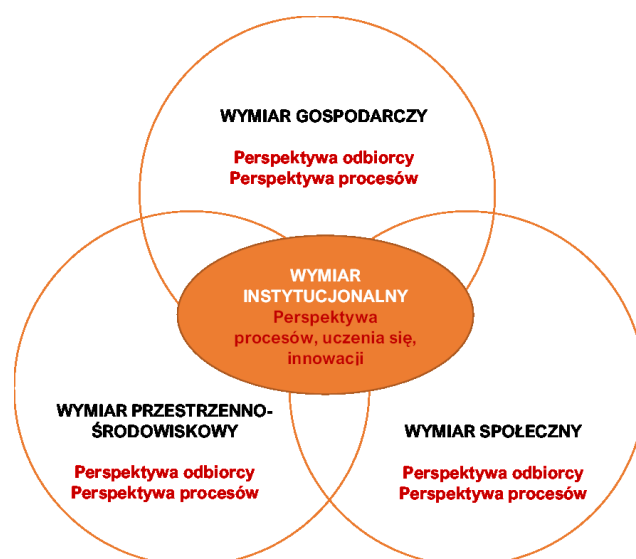 WYMIAR GOSPODARCZY
Perspektywa odbiorcy
Perspektywa procesów
WYMIAR
INSTYTUCJONALNY
Perspektywa
procesów, uczenia się,
innowacji
WYMIAR PRZESTRZENNO-
ŚRODOWISKOWY
Perspektywa odbiorcy
Perspektywa procesów
WYMIAR SPOŁECZNY
Perspektywa odbiorcy
Perspektywa procesów